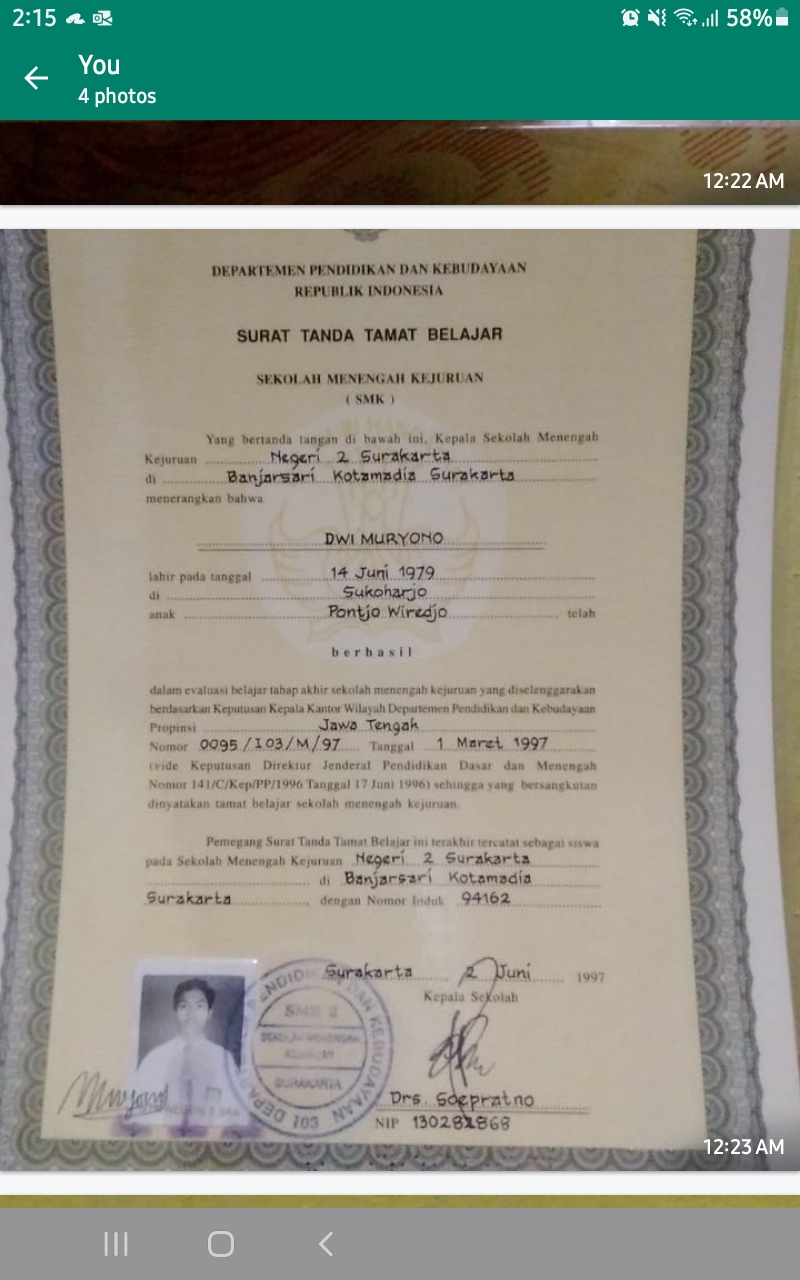 2:15
58%
You
4 photos
12:22 AM
DEPARTEMEN PENDIDIKAN DAN KEBUDAYAAN
REPUBLIK INDONESIA
SURAT TANDA TAMAT BELAJAR
SEKOLAH MENENGAH KEJURUAN
( SMK )
Yang bertanda tangan di bawah ini, Kepala Sekolah Menengah
Kejuruan Negeri 2 Surakarta
di Banjarsari Kotamadia Surakarta
menerangkan bahwa
DWI MURYONO
lahir pada tanggal 14 Juni 1979
di Sukoharjo
anak Pontjo Wiredjo telah
berhasil
dalam evaluasi belajar tahap akhir sekolah menengah kejuruan yang diselenggarakan
berdasarkan Keputusan Kepala Kantor Wilayah Departemen Pendidikan dan Kebudayaan
Propinsi Jawa Tengah
Nomor 0095/I03/M/97 Tanggal 1 Maret 1997
(vide Keputusan Direktur Jenderal Pendidikan Dasar dan Menengah
Nomor 141/C/Kep/PP/1996 Tanggal 17 Juni 1996) sehingga yang bersangkutan
dinyatakan tamat belajar sekolah menengah kejuruan.
Pemegang Surat Tanda Tamat Belajar ini terakhir tercatat sebagai siswa
pada Sekolah Menengah Kejuruan Negeri 2 Surakarta
di Banjarsari Kotamadia
Surakarta, dengan Nomor Induk 94162
Surakarta, 2 Juni 1997
Kepala Sekolah
SMK 2
SEKOLAH MENENGAH
KEJURUAN
SURAKARTA
103
Drs. Soepratno
NIP 130282868
12:23 AM